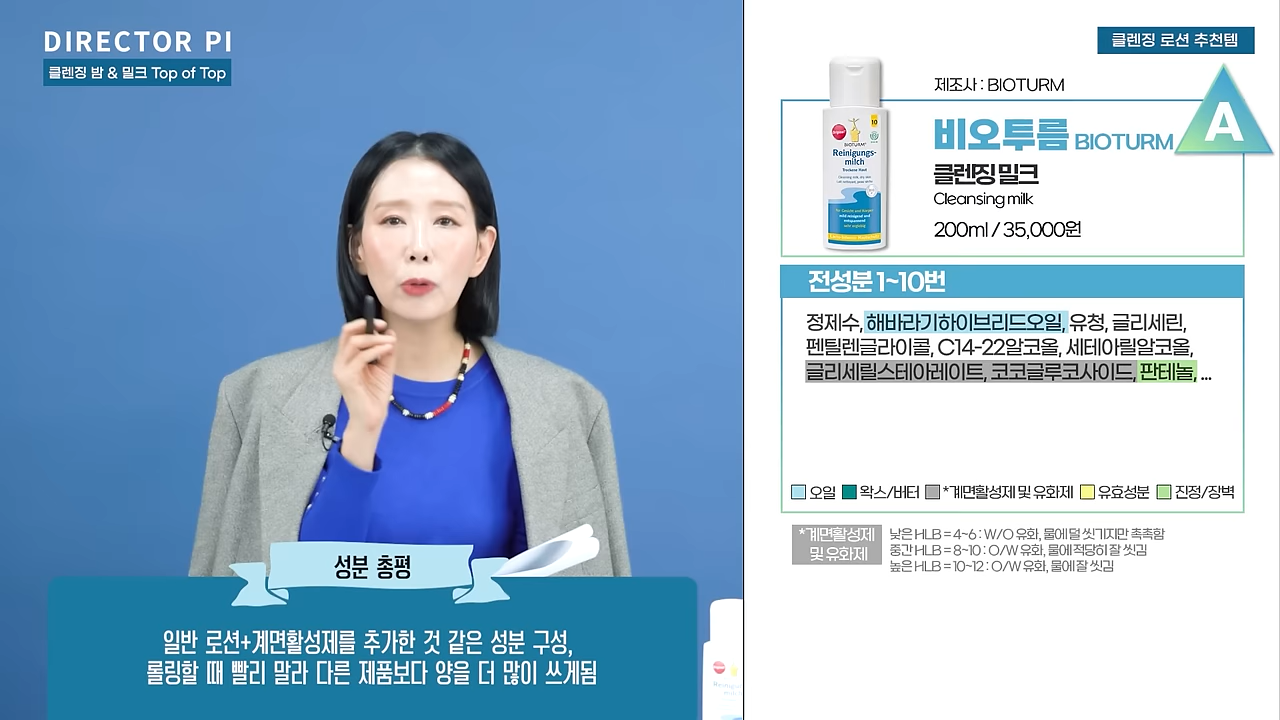 DIRECTOR PI
클렌징 밤 & 밀크 Top of Top
클렌징 로션 추천템
제조사 : BIOTURM
A
비오투름 BIOTURM
클렌징 밀크
Cleansing milk
200ml / 35,000원
BIOTURM
Reinigungs-
milch
Trockene Haut
전성분 1~10번
정제수, 해바라기하이브리드오일, 유청, 글리세린,
펜틸렌글라이콜, C14-22알코올, 세테아릴알코올,
글리세릴스테아레이트, 코코글루코사이드, 판테놀, ...
오일 왁스/버터 *계면활성제 및 유화제 유효성분 진정/장벽
*계면활성제
및 유화제
낮은 HLB = 4~6 : W/O 유화, 물에 덜 씻기지만 촉촉함
중간 HLB = 8~10 : O/W 유화, 물에 적당히 잘 씻김
높은 HLB = 10~12 : O/W 유화, 물에 잘 씻김
성분 총평
일반 로션+계면활성제를 추가한 것 같은 성분 구성,
롤링할 때 빨리 말라 다른 제품보다 양을 더 많이 쓰게됨